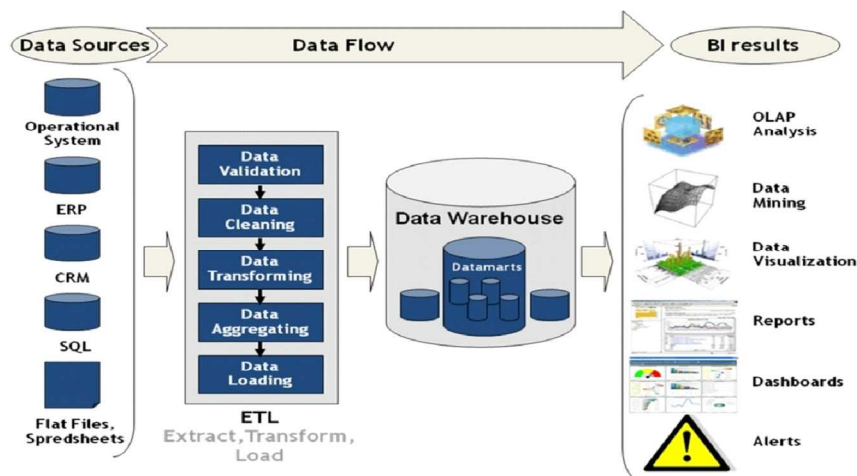 Data Sources
Data Flow
BI results
Operational
System
ERP
CRM
SQL
Flat Files,
Spredsheets
Data
Validation
Data
Cleaning
Data
Transforming
Data
Aggregating
Data
Loading
ETL
Extract,Transform,
Load
Data Warehouse
Datamarts
OLAP
Analysis
Data
Mining
Data
Visualization
Reports
Dashboards
Alerts